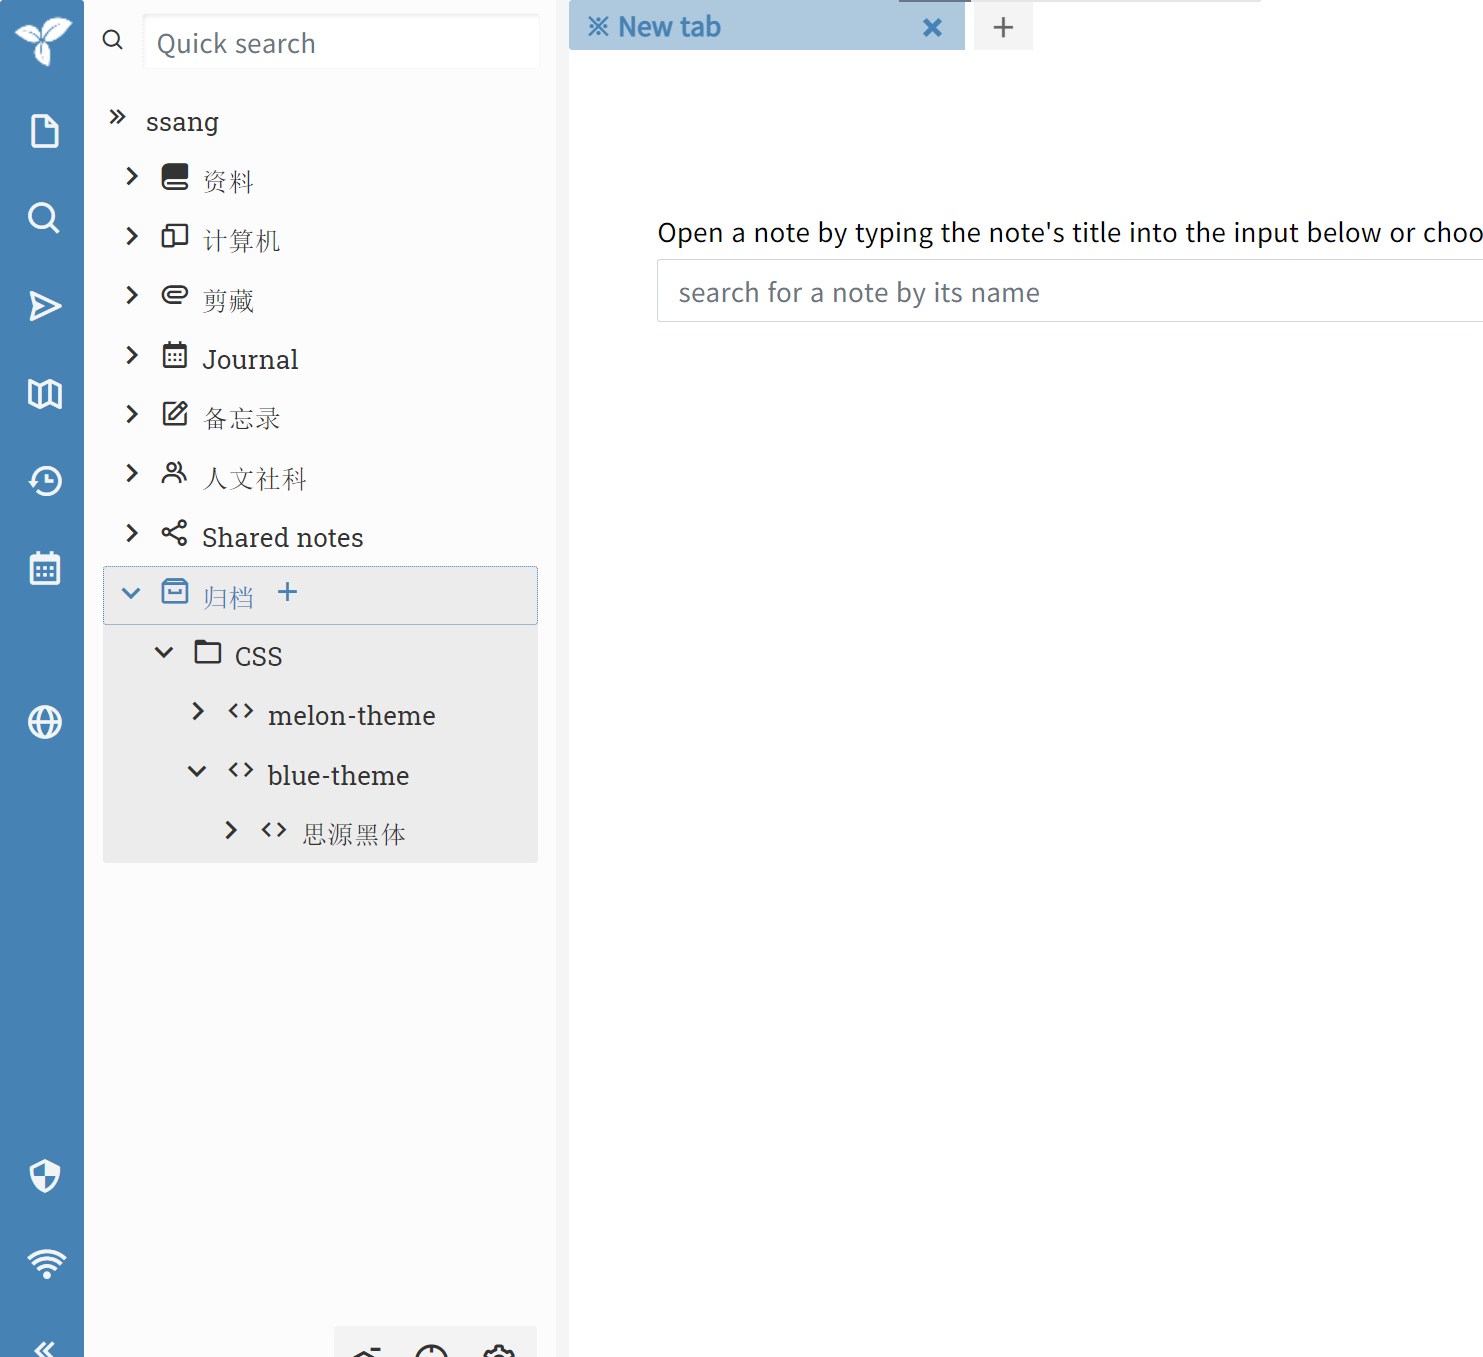 Quick search
※ New tab
ssang
资料
计算机
剪藏
Journal
备忘录
人文社科
Shared notes
归档
CSS
melon-theme
blue-theme
思源黑体
Open a note by typing the note's title into the input below or choo
search for a note by its name